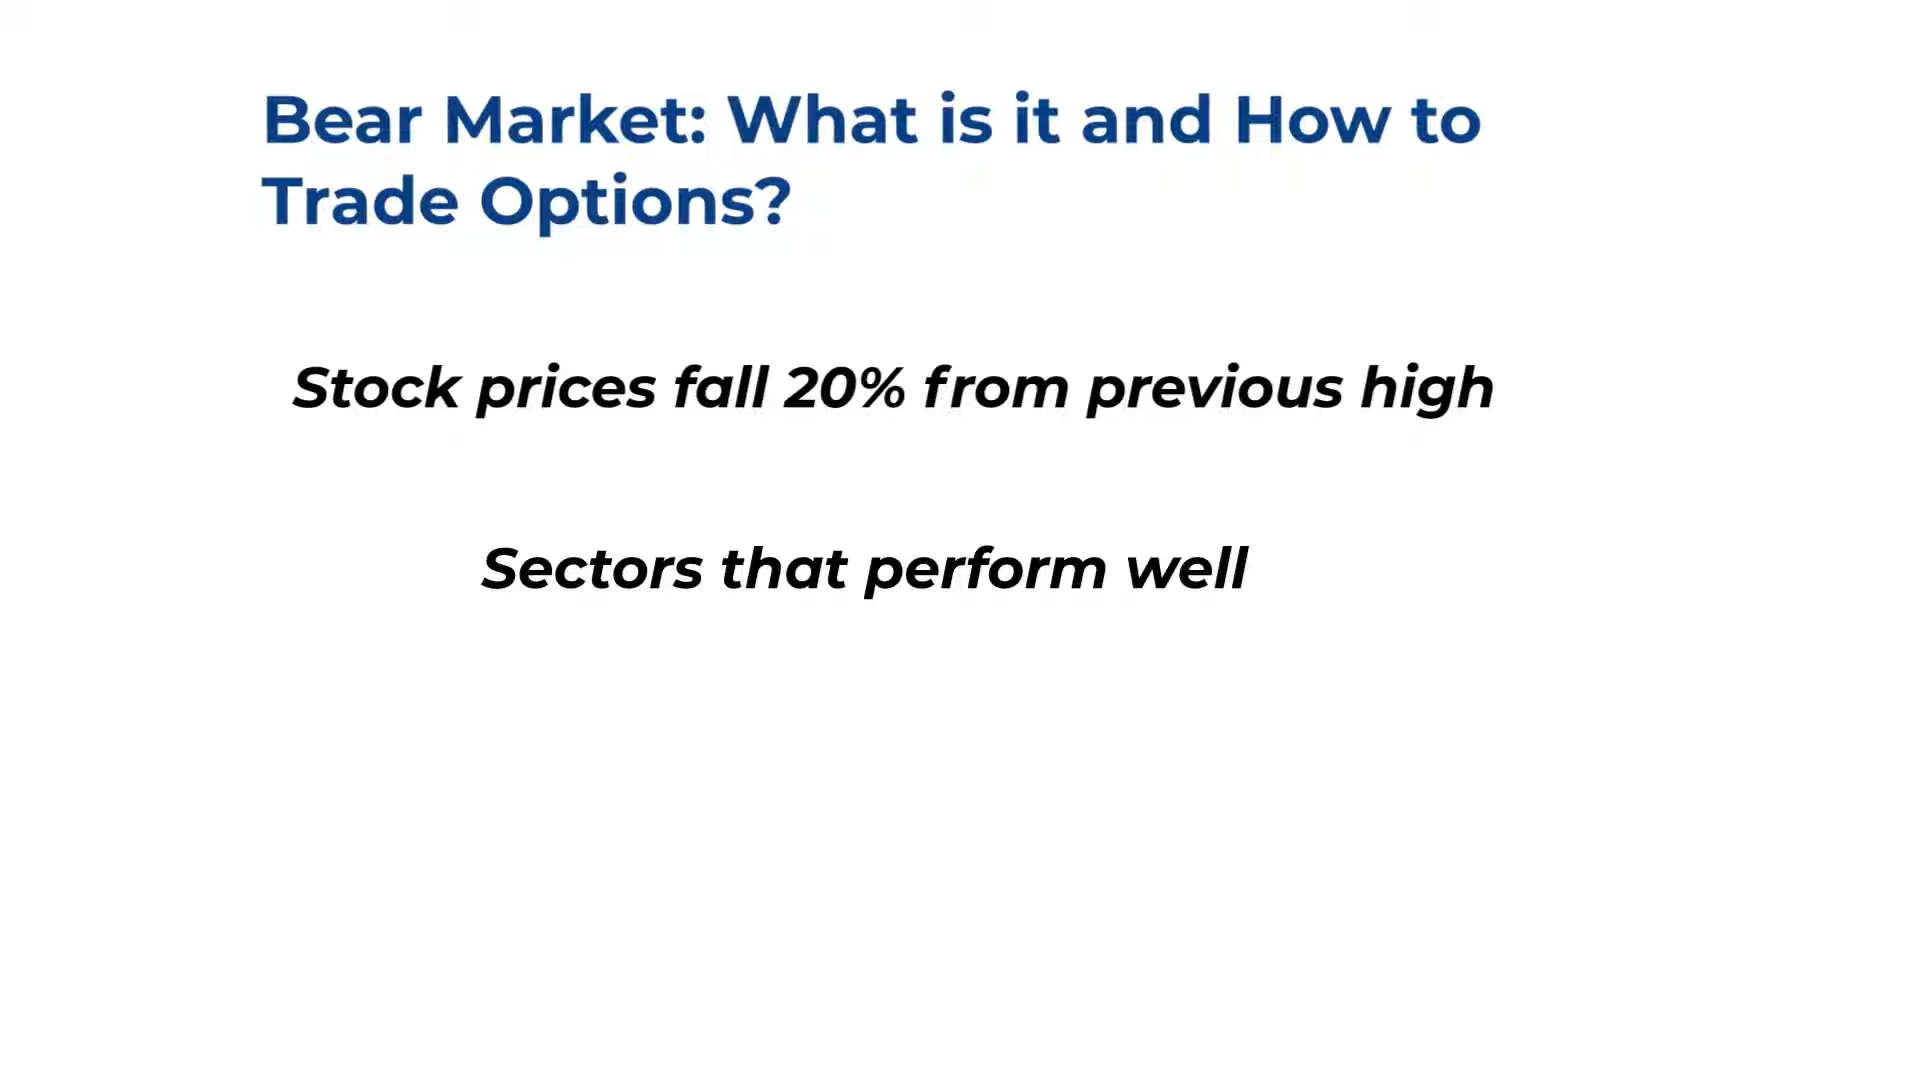 Bear Market: What is it and How to
Trade Options?
Stock prices fall 20% from previous high
Sectors that perform well